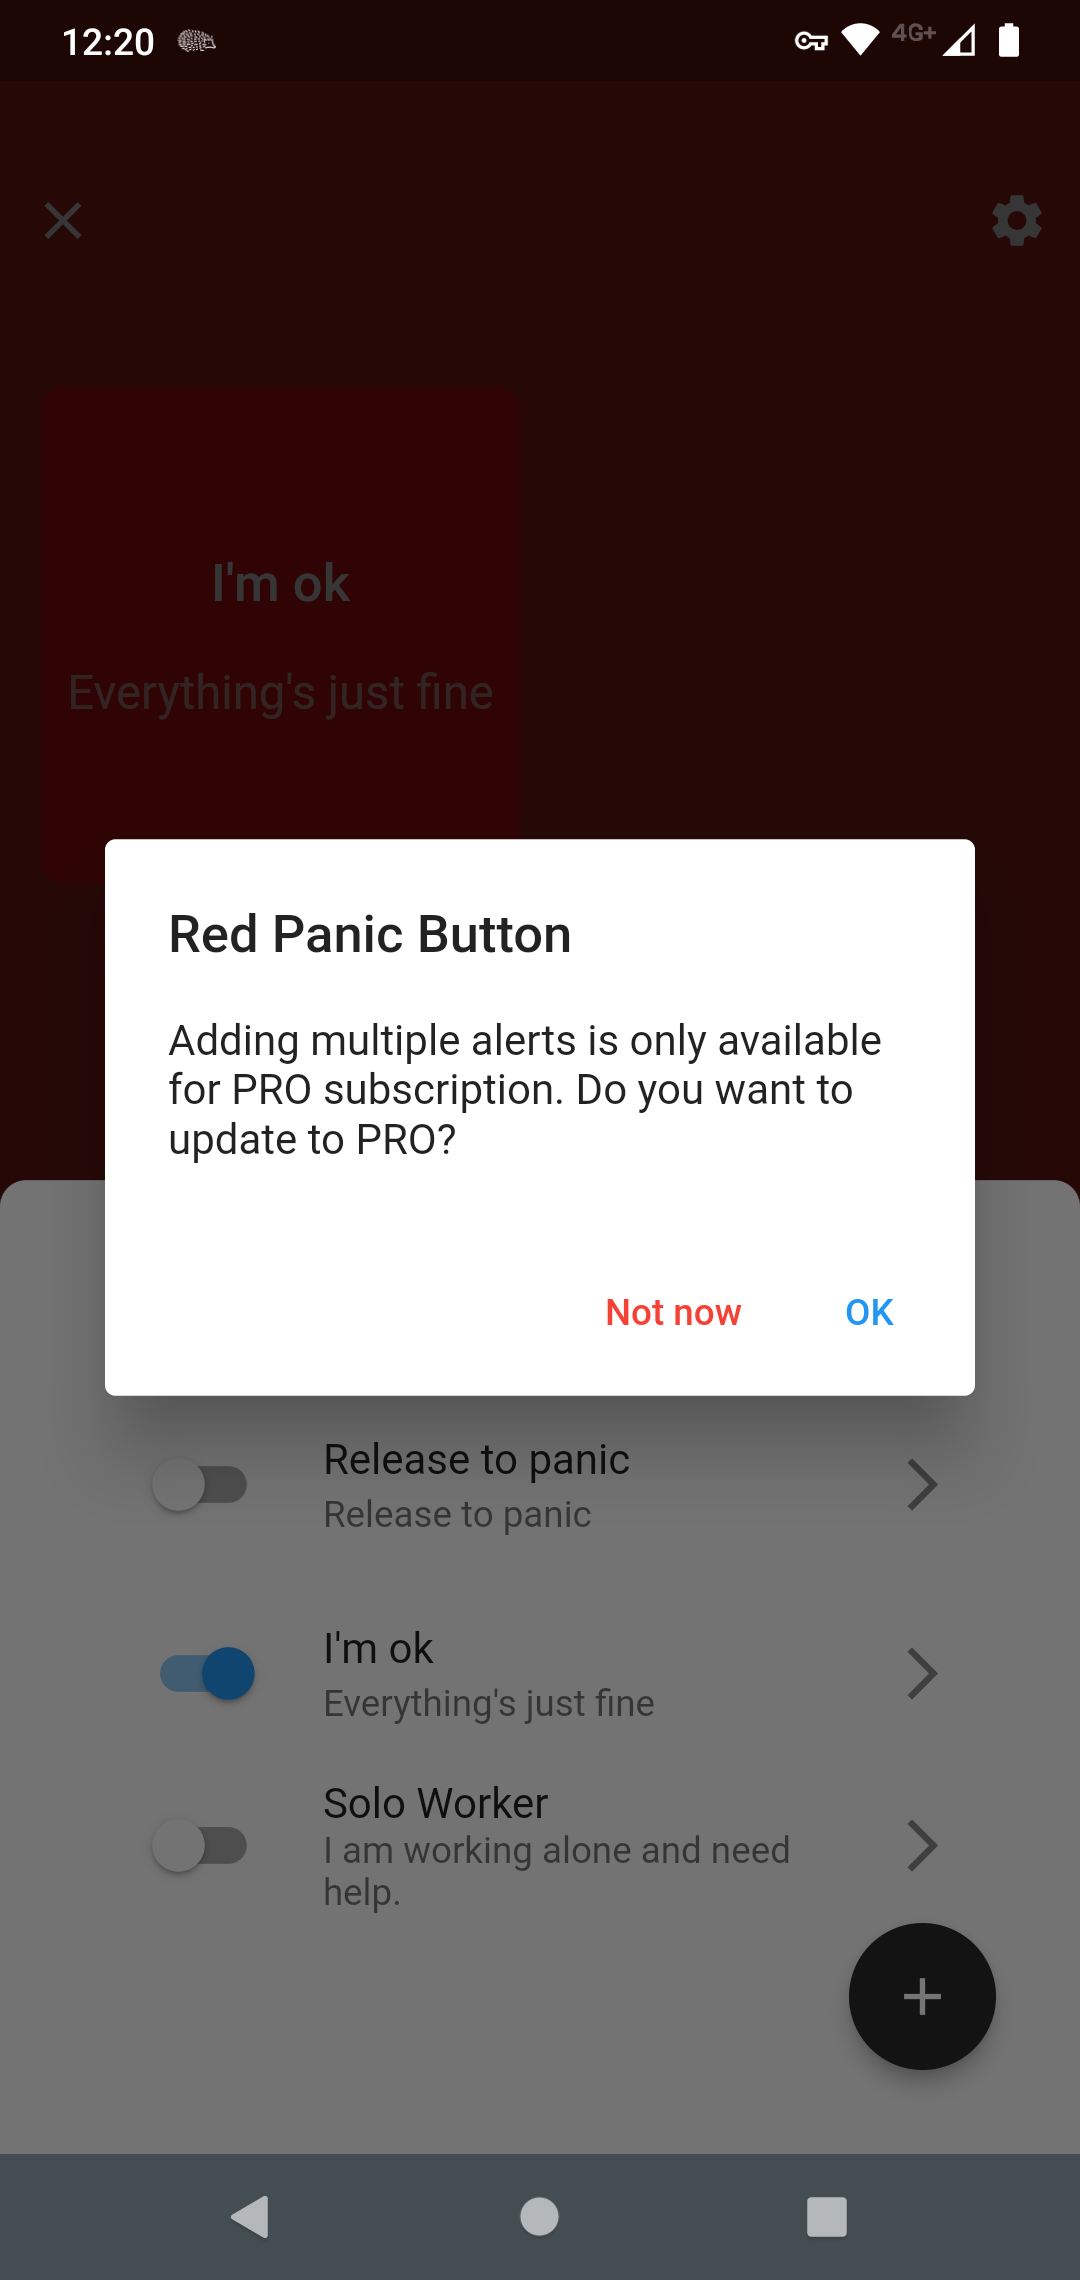 12:20
4G+
I'm ok
Everything's just fine
Red Panic Button
Adding multiple alerts is only available
for PRO subscription. Do you want to
update to PRO?
Not now
OK
Release to panic
Release to panic
I'm ok
Everything's just fine
Solo Worker
I am working alone and need
help.